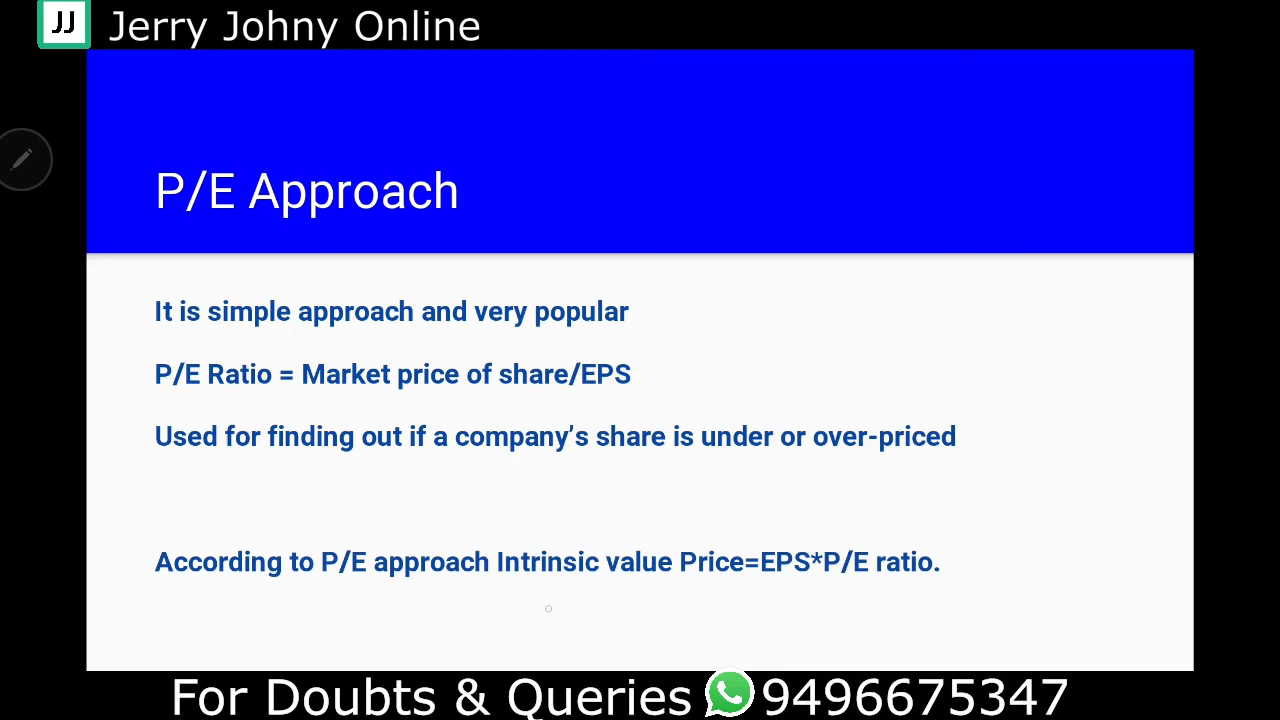 JJ Jerry Johny Online
P/E Approach
It is simple approach and very popular
P/E Ratio = Market price of share/EPS
Used for finding out if a company’s share is under or over-priced
According to P/E approach Intrinsic value Price=EPS*P/E ratio.
For Doubts & Queries 9496675347